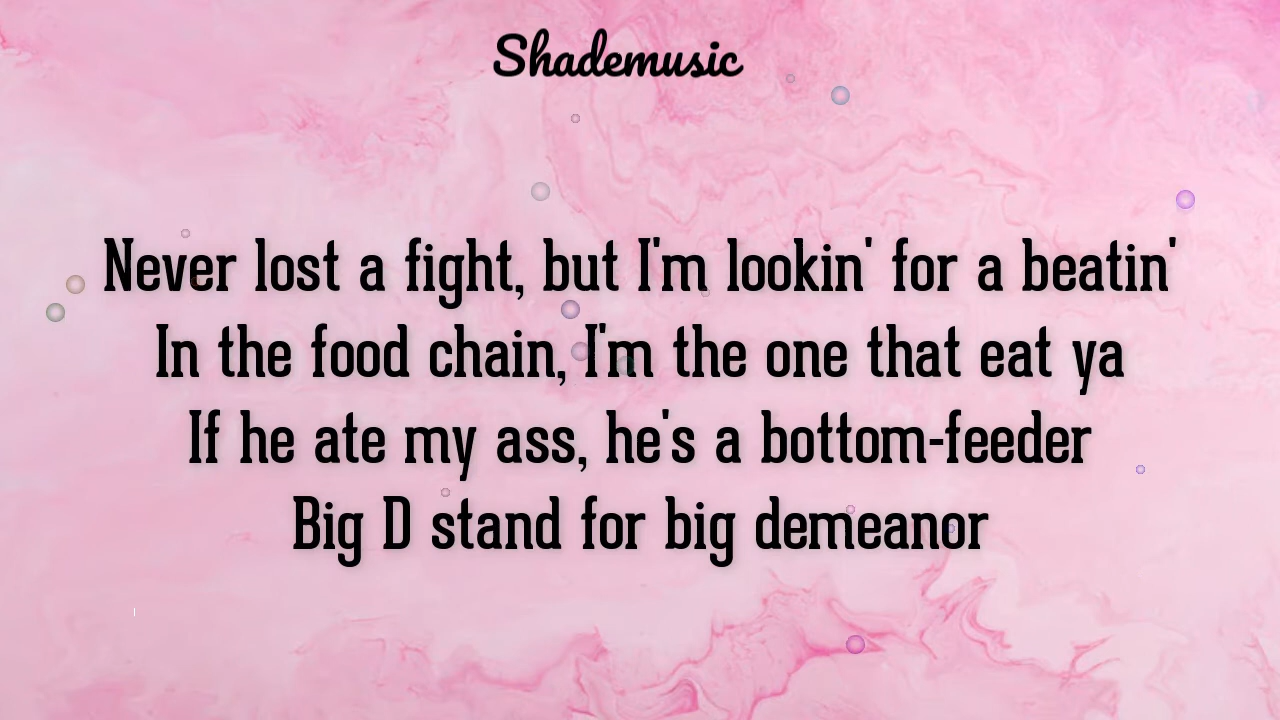 Shademusic
Never lost a fight, but I'm lookin' for a beatin'
In the food chain, I'm the one that eat ya
If he ate my ass, he's a bottom-feeder
Big D stand for big demeanor